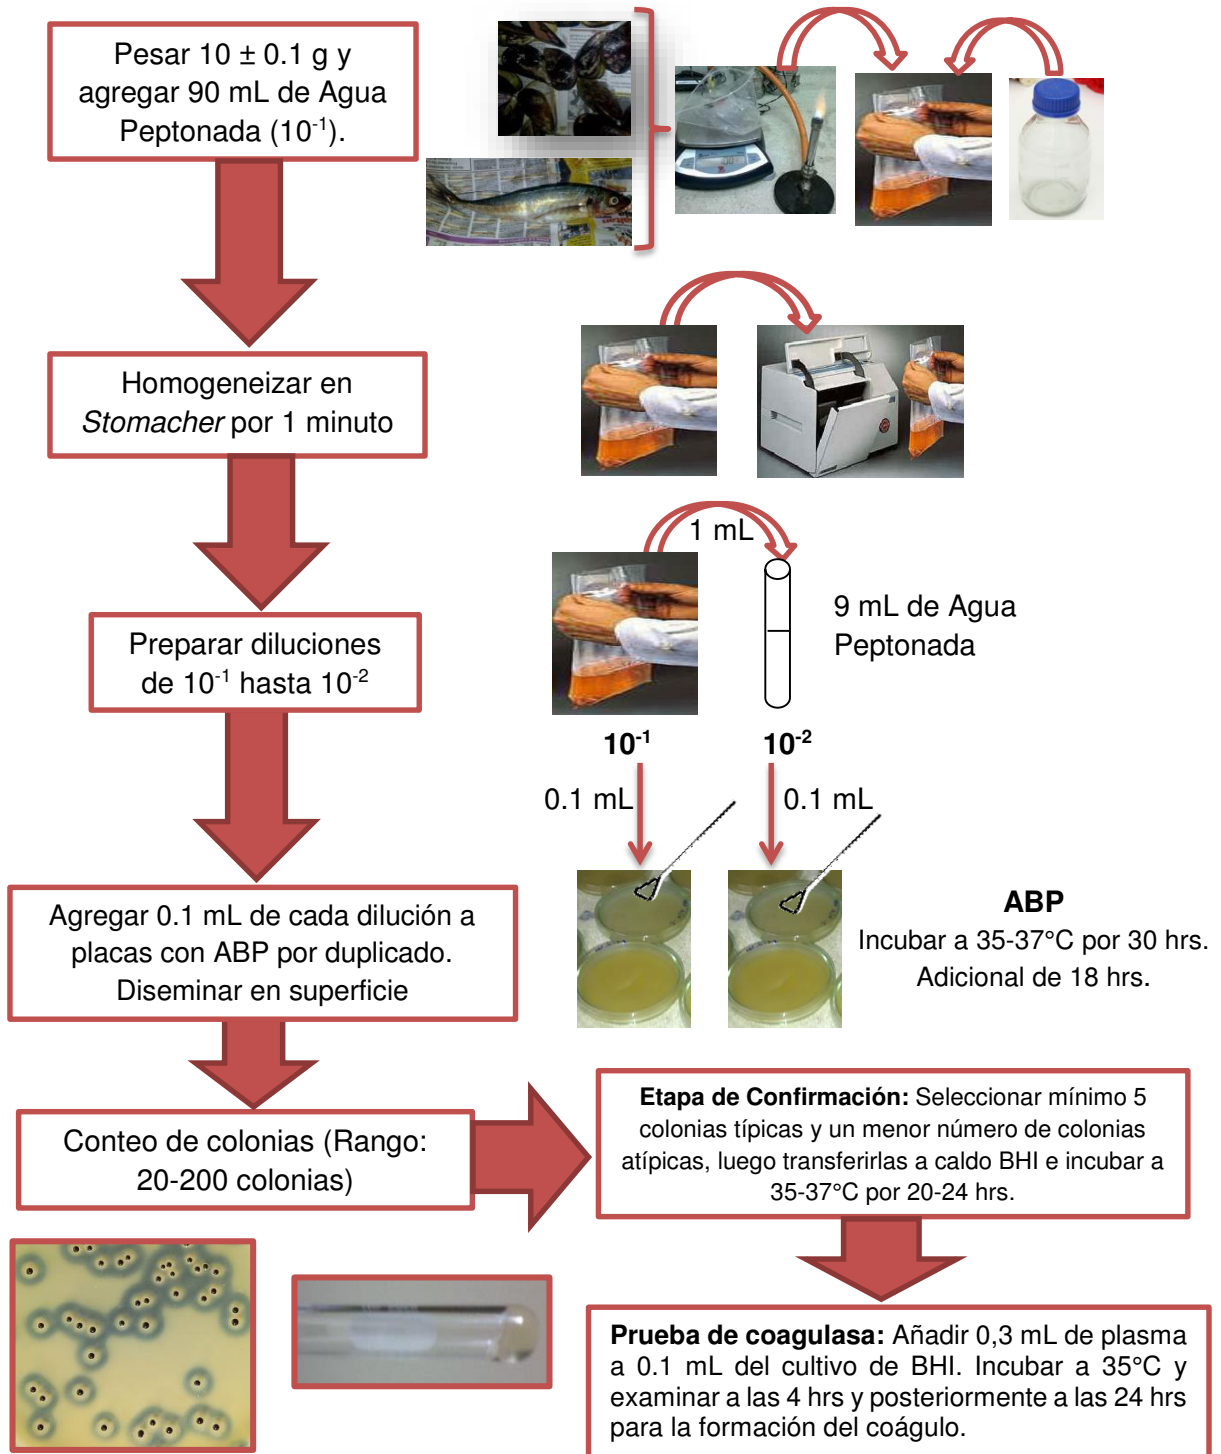 Pesar 10 ± 0.1 g y
agregar 90 mL de Agua
Peptonada (10⁻¹).
Homogeneizar en
Stomacher por 1 minuto
1 mL
9 mL de Agua
Peptonada
Preparar diluciones
de 10⁻¹ hasta 10⁻²
10⁻¹
10⁻²
0.1 mL
0.1 mL
Agregar 0.1 mL de cada dilución a
placas con ABP por duplicado.
Diseminar en superficie
ABP
Incubar a 35-37°C por 30 hrs.
Adicional de 18 hrs.
Conteo de colonias (Rango:
20-200 colonias)
Etapa de Confirmación: Seleccionar mínimo 5
colonias típicas y un menor número de colonias
atípicas, luego transferirlas a caldo BHI e incubar a
35-37°C por 20-24 hrs.
Prueba de coagulasa: Añadir 0,3 mL de plasma
a 0.1 mL del cultivo de BHI. Incubar a 35°C y
examinar a las 4 hrs y posteriormente a las 24 hrs
para la formación del coágulo.